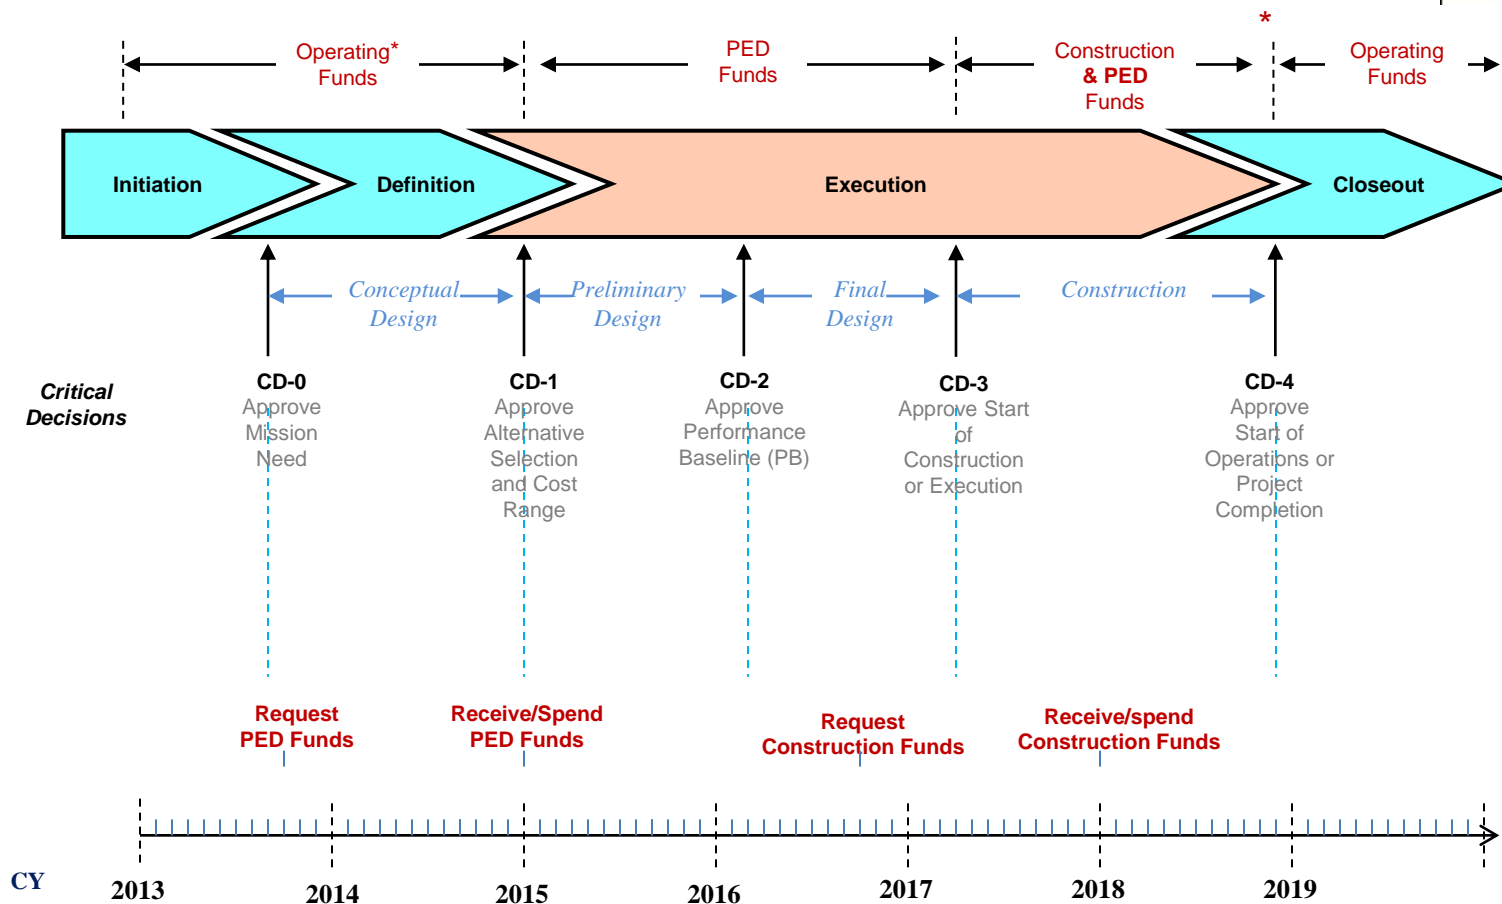 *
Operating*
Funds
PED
Funds
Construction
& PED
Funds
Operating
Funds
Initiation
Definition
Execution
Closeout
Conceptual
Design
Preliminary
Design
Final
Design
Construction
Critical
Decisions
CD-0
Approve
Mission
Need
CD-1
Approve
Alternative
Selection
and Cost
Range
CD-2
Approve
Performance
Baseline (PB)
CD-3
Approve Start
of
Construction
or Execution
CD-4
Approve
Start of
Operations or
Project
Completion
Request
PED Funds
Receive/Spend
PED Funds
Request
Construction Funds
Receive/spend
Construction Funds
CY
2013
2014
2015
2016
2017
2018
2019